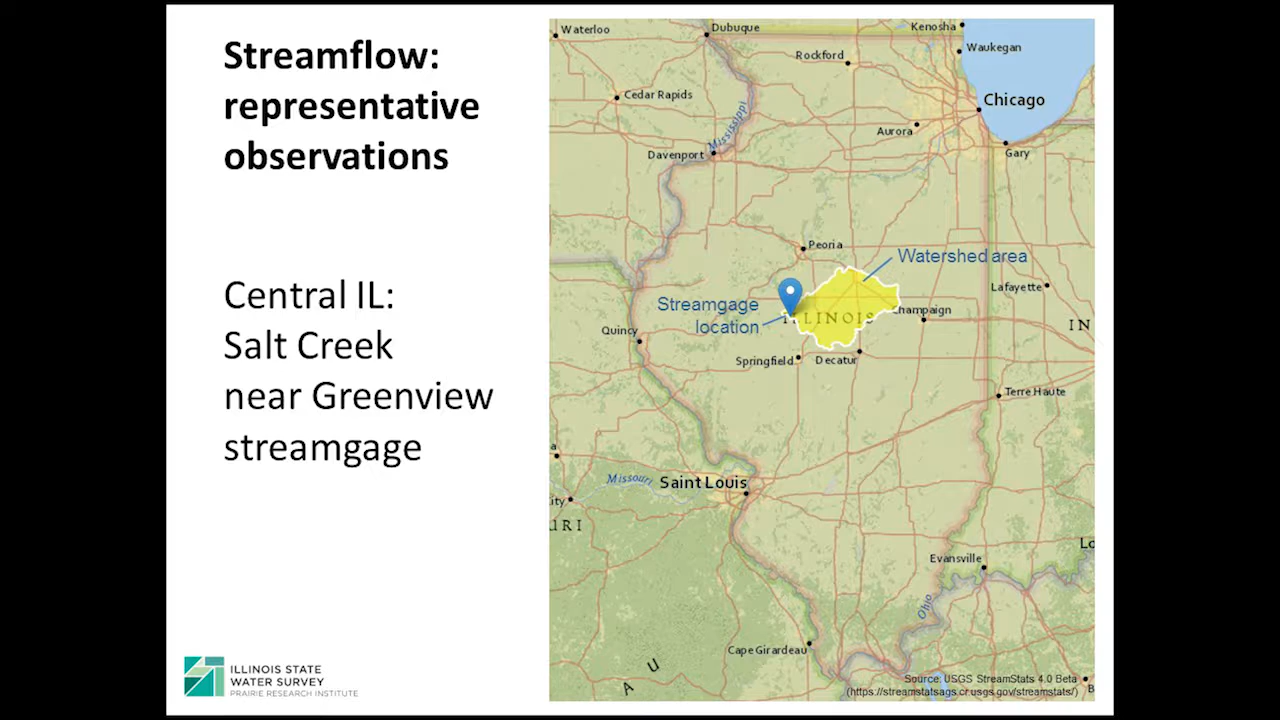 Streamflow:
representative
observations
Central IL:
Salt Creek
near Greenview
streamgage
ILLINOIS STATE
WATER SURVEY
PRAIRIE RESEARCH INSTITUTE
Waterloo
Dubuque
Kenosha
Waukegan
Rockford
Cedar Rapids
Chicago
Mississippi
Aurora
Davenport
Gary
Peoria
Watershed area
Lafayette
Streamgage
location
ILLINOIS
Champaign
Quincy
IN
Springfield
Decatur
Terre Haute
a
Missouri
Saint Louis
ity
URI
Evansville
Lo
Ohio
Cape Girardeau
A U
B
Source: USGS StreamStats 4.0 Beta
(https://streamstatsags.cr.usgs.gov/streamstats/)